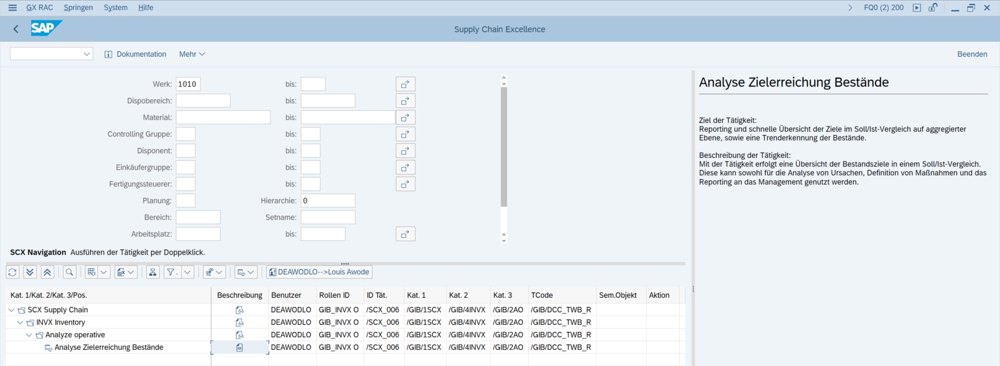 GX RAC Springen System Hilfe FQ0 (2) 200
SAP Supply Chain Excellence
Dokumentation Mehr Beenden
Werk: 1010 bis:
Dispobereich: bis:
Material: bis:
Controlling Gruppe: bis:
Disponent: bis:
Einkäufergruppe: bis:
Fertigungssteuerer: bis:
Planung: Hierarchie: 0
Bereich: Setname:
Arbeitsplatz: bis:
Analyse Zielerreichung Bestände
Ziel der Tätigkeit:
Reporting und schnelle Übersicht der Ziele im Soll/Ist-Vergleich auf aggregierter
Ebene, sowie eine Trenderkennung der Bestände.
Beschreibung der Tätigkeit:
Mit der Tätigkeit erfolgt eine Übersicht der Bestandsziele in einem Soll/Ist-Vergleich.
Diese kann sowohl für die Analyse von Ursachen, Definition von Maßnahmen und das
Reporting an das Management genutzt werden.
SCX Navigation Ausführen der Tätigkeit per Doppelklick.
DEAWODLO-->Louis Awode
Kat. 1/Kat. 2/Kat. 3/Pos. Beschreibung Benutzer Rollen ID ID Tät. Kat. 1 Kat. 2 Kat. 3 TCode Sem.Objekt Aktion
SCX Supply Chain DEAWODLO GIB_INVX O /SCX_006 /GIB/1SCX /GIB/4INVX /GIB/2AO /GIB/DCC_TWB_R
INVX Inventory DEAWODLO GIB_INVX O /SCX_006 /GIB/1SCX /GIB/4INVX /GIB/2AO /GIB/DCC_TWB_R
Analyze operative DEAWODLO GIB_INVX O /SCX_006 /GIB/1SCX /GIB/4INVX /GIB/2AO /GIB/DCC_TWB_R
Analyse Zielerreichung Bestände DEAWODLO GIB_INVX O /SCX_006 /GIB/1SCX /GIB/4INVX /GIB/2AO /GIB/DCC_TWB_R